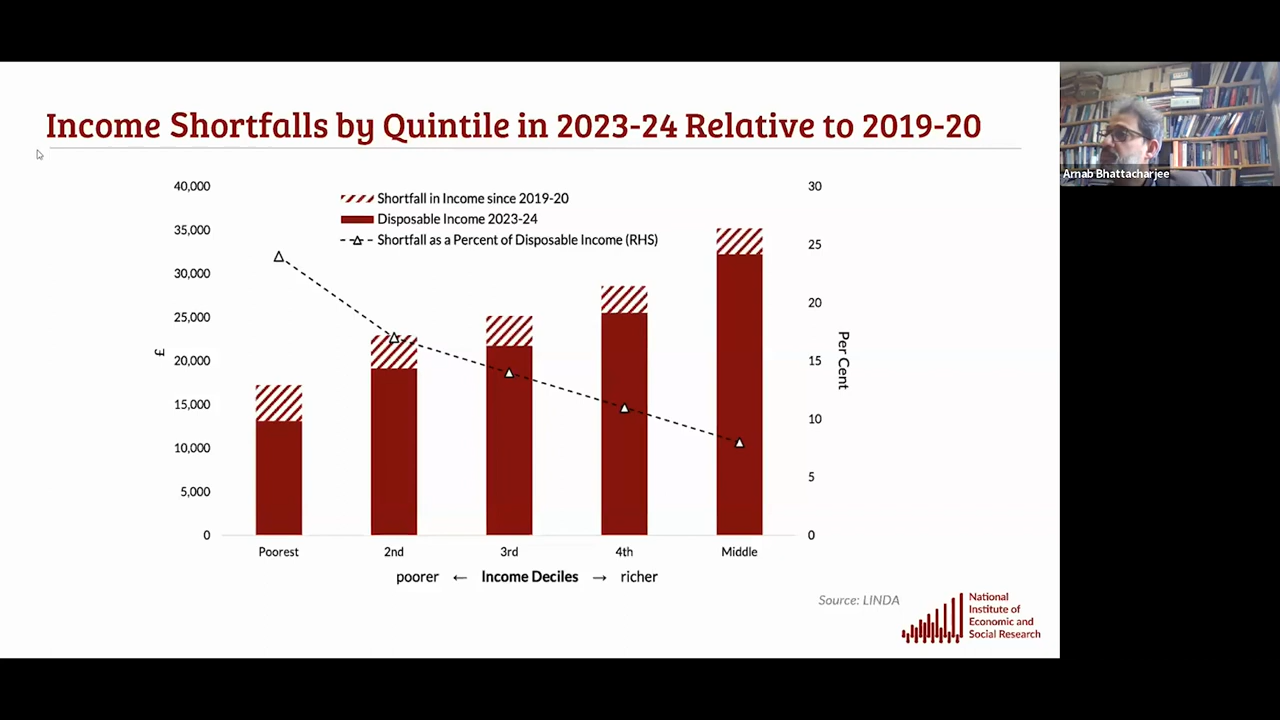 Income Shortfalls by Quintile in 2023-24 Relative to 2019-20
Arnab Bhattacharjee
Shortfall in Income since 2019-20
Disposable Income 2023-24
Shortfall as a Percent of Disposable Income (RHS)
40,000
35,000
30,000
25,000
20,000
15,000
10,000
5,000
0
£
30
25
20
15
10
5
0
Per Cent
Poorest 2nd 3rd 4th Middle
poorer ← Income Deciles → richer
Source: LINDA
National
Institute of
Economic and
Social Research